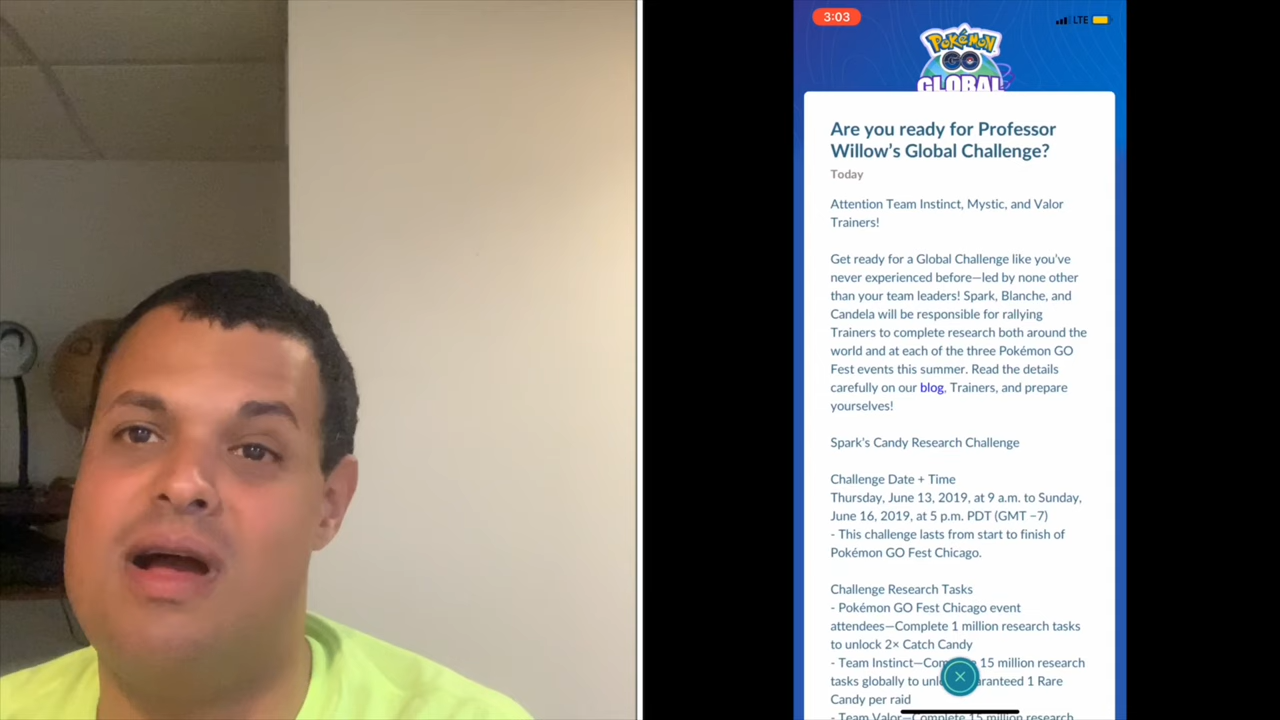 3:03
LTE
POKÉMON
GO
GLOBAL
Are you ready for Professor
Willow’s Global Challenge?
Today
Attention Team Instinct, Mystic, and Valor
Trainers!
Get ready for a Global Challenge like you’ve
never experienced before—led by none other
than your team leaders! Spark, Blanche, and
Candela will be responsible for rallying
Trainers to complete research both around the
world and at each of the three Pokémon GO
Fest events this summer. Read the details
carefully on our blog, Trainers, and prepare
yourselves!
Spark’s Candy Research Challenge
Challenge Date + Time
Thursday, June 13, 2019, at 9 a.m. to Sunday,
June 16, 2019, at 5 p.m. PDT (GMT −7)
- This challenge lasts from start to finish of
Pokémon GO Fest Chicago.
Challenge Research Tasks
- Pokémon GO Fest Chicago event
attendees—Complete 1 million research tasks
to unlock 2× Catch Candy
- Team Instinct— 15 million research
tasks globally to 1 Rare
Candy per raid
- Team Valor—Complete 15 million research